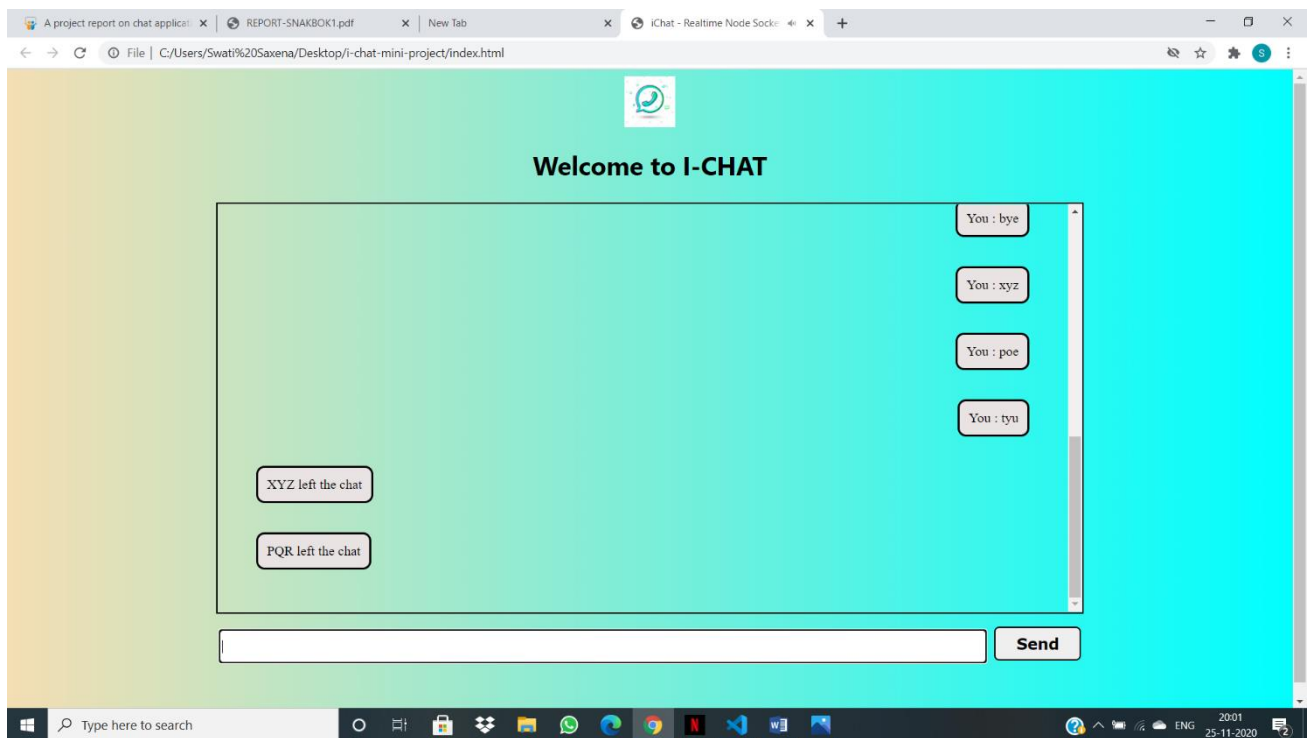 A project report on chat applicati
REPORT-SNAKBOK1.pdf
New Tab
iChat - Realtime Node Socke
File | C:/Users/Swati%20Saxena/Desktop/i-chat-mini-project/index.html
S
Welcome to I-CHAT
You : bye
You : xyz
You : poe
You : tyu
XYZ left the chat
PQR left the chat
Send
Type here to search
ENG
20:01
25-11-2020
2